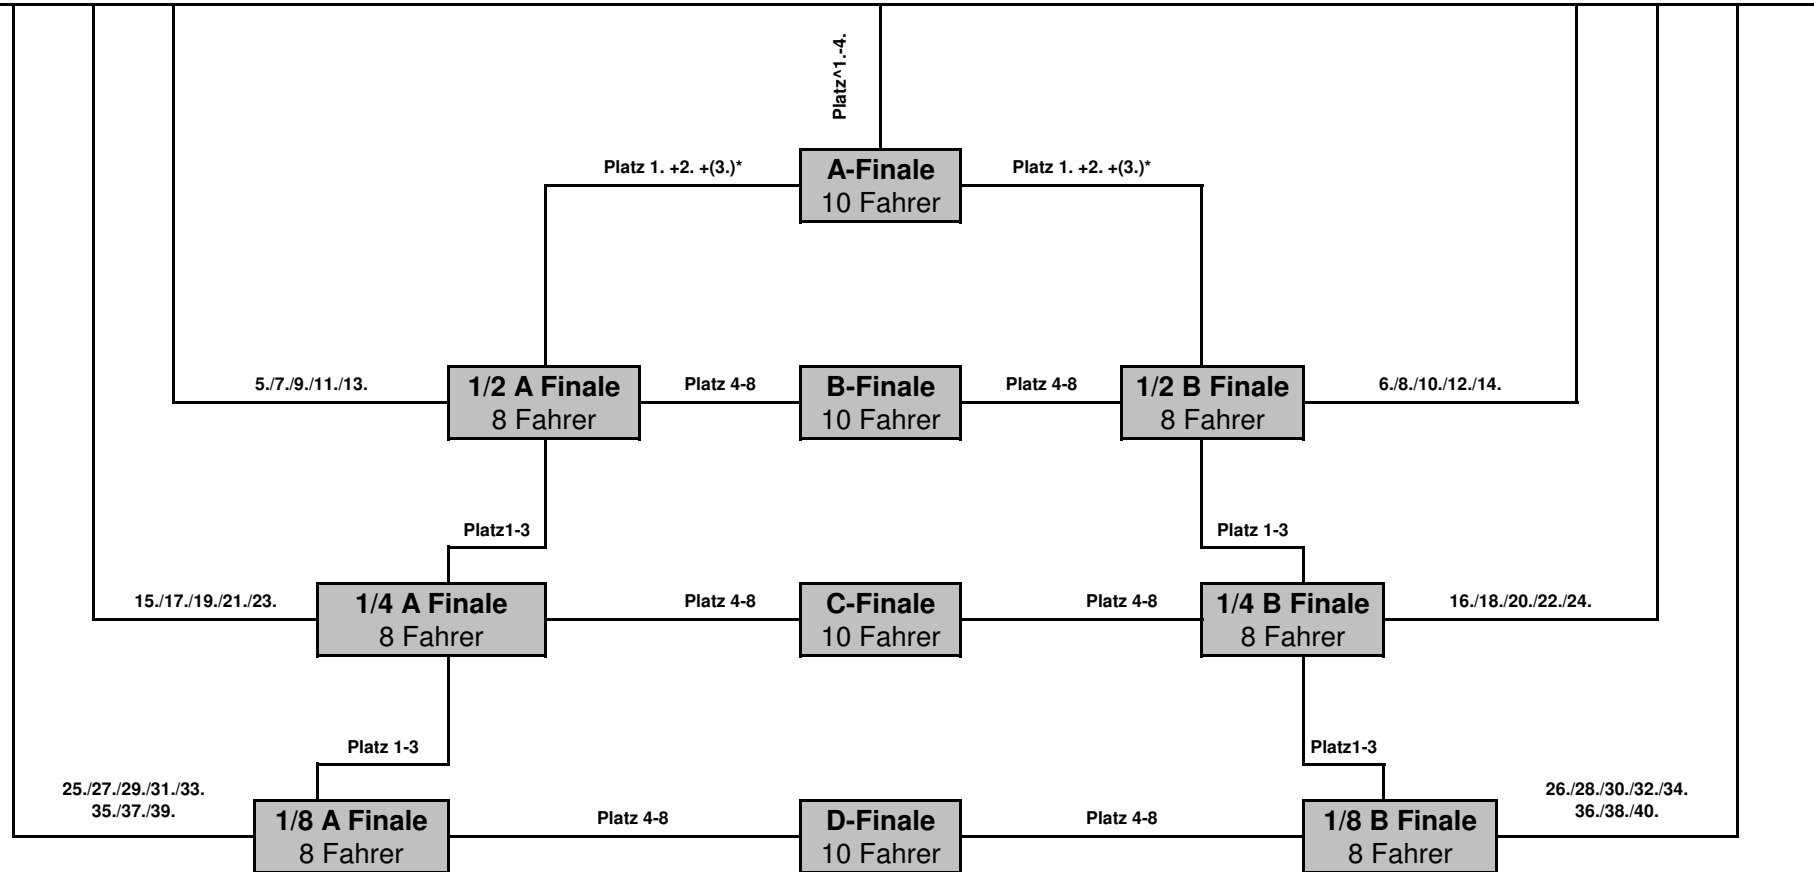 Platz^1.-4.
Platz 1. +2. +(3.)*
A-Finale
10 Fahrer
Platz 1. +2. +(3.)*
5./7./9./11./13.
1/2 A Finale
8 Fahrer
Platz 4-8
B-Finale
10 Fahrer
Platz 4-8
1/2 B Finale
8 Fahrer
6./8./10./12./14.
Platz1-3
Platz 1-3
15./17./19./21./23.
1/4 A Finale
8 Fahrer
Platz 4-8
C-Finale
10 Fahrer
Platz 4-8
1/4 B Finale
8 Fahrer
16./18./20./22./24.
Platz 1-3
Platz1-3
25./27./29./31./33.
35./37./39.
1/8 A Finale
8 Fahrer
Platz 4-8
D-Finale
10 Fahrer
Platz 4-8
1/8 B Finale
8 Fahrer
26./28./30./32./34.
36./38./40.